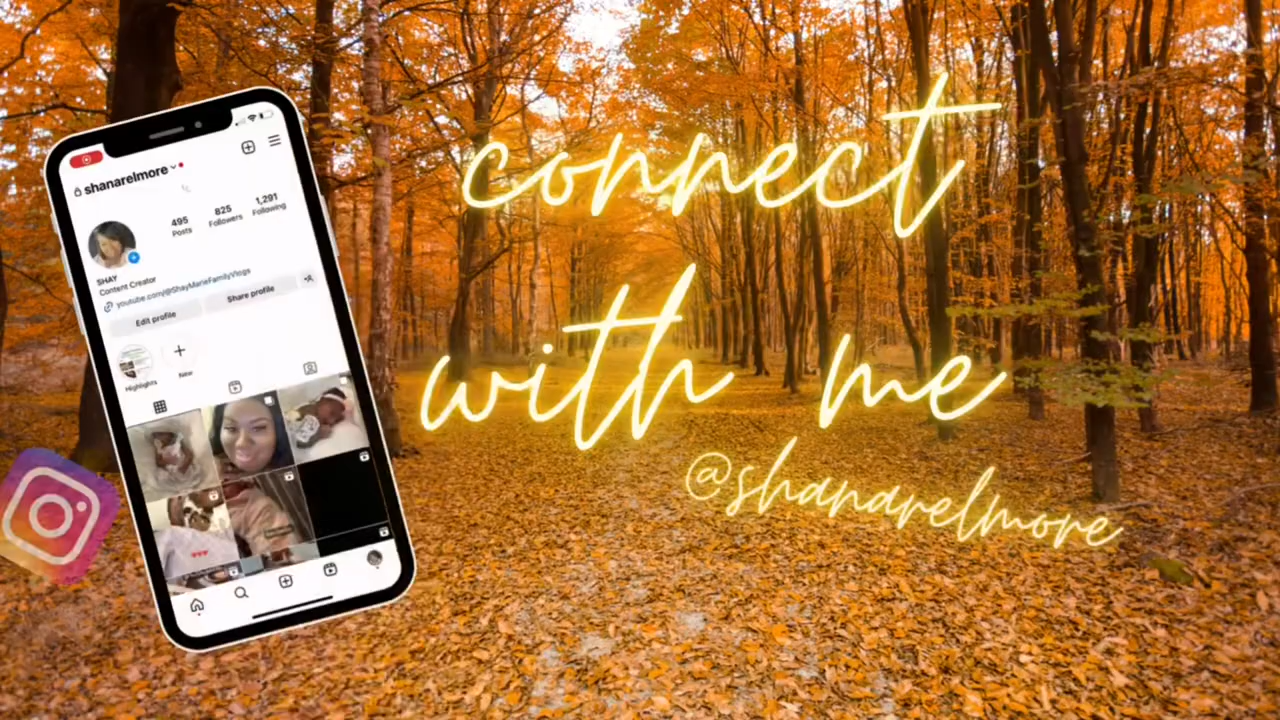 connect
with me
@shanarelmore
shanarelmore
495 825 1,291
Posts Followers Following
SHAY
Content Creator
youtube.com/@ShayMarieFamilyVlogs
Edit profile Share profile
Highlights New